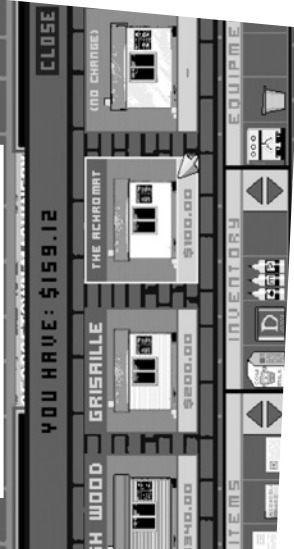 CLOSE
YOU HAVE: $159.12
(NO CHANGE)
-
THE ACHROMAT
$100.00
GRISAILLE
$200.00
SH WOOD
$340.00
EQUIPME
INVENTORY
ITEMS